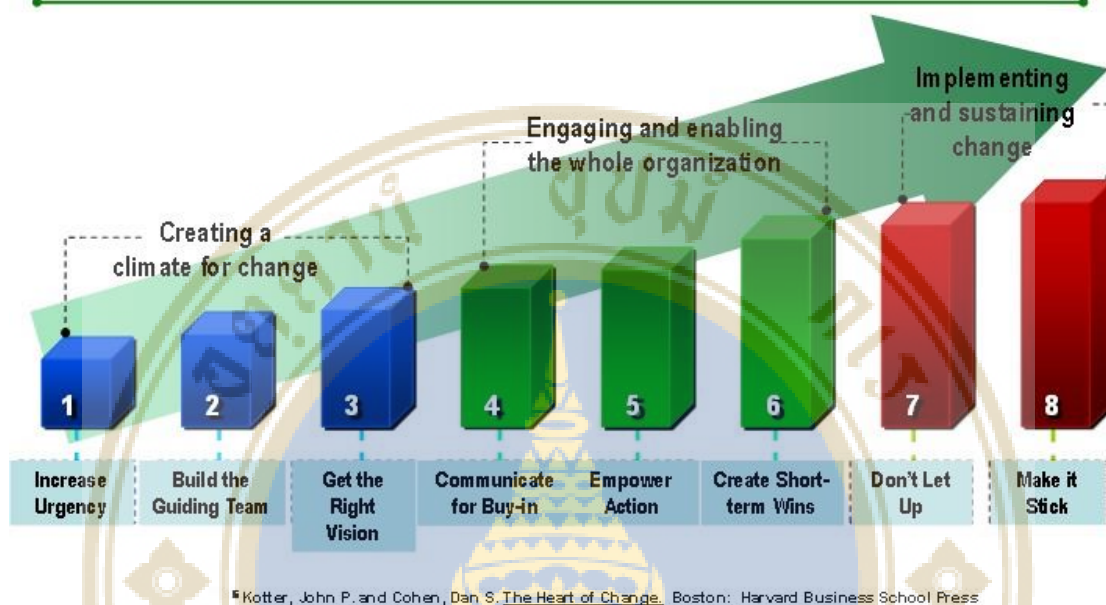 Implementing
and sustaining
change
Engaging and enabling
the whole organization
Creating a
climate for change
1
2
3
4
5
6
7
8
Increase
Urgency
Build the
Guiding Team
Get the
Right
Vision
Communicate
for Buy-in
Empower
Action
Create Short-
term Wins
Don't Let
Up
Make it
Stick
Kotter, John P. and Cohen, Dan S. The Heart of Change. Boston: Harvard Business School Press